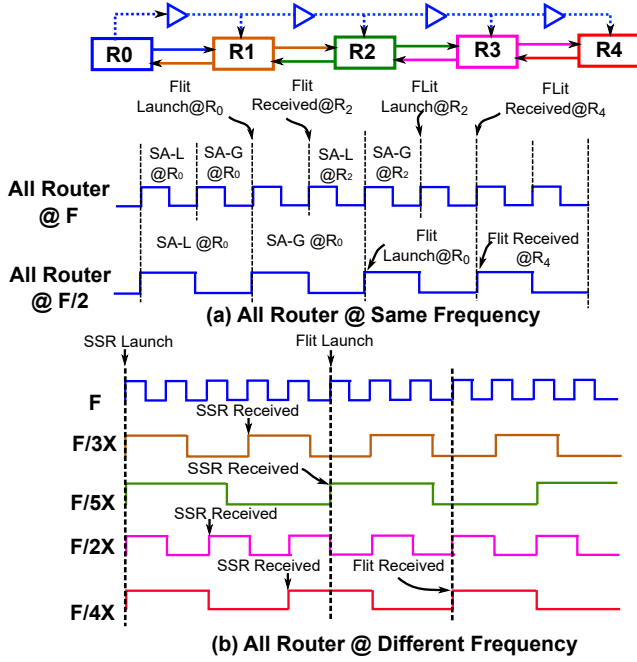 R0 R1 R2 R3 R4
Flit Launch@R0
Flit Received@R2
FLit Launch@R2
FLit Received@R4
SA-L @R0
SA-G @R0
SA-L @R2
SA-G @R2
All Router @ F
SA-L @R0
SA-G @R0
Flit Launch@R0
Flit Received @R4
All Router @ F/2
(a) All Router @ Same Frequency
SSR Launch
Flit Launch
F
SSR Received
F/3X
SSR Received
F/5X
SSR Received
F/2X
SSR Received
Flit Received
F/4X
(b) All Router @ Different Frequency